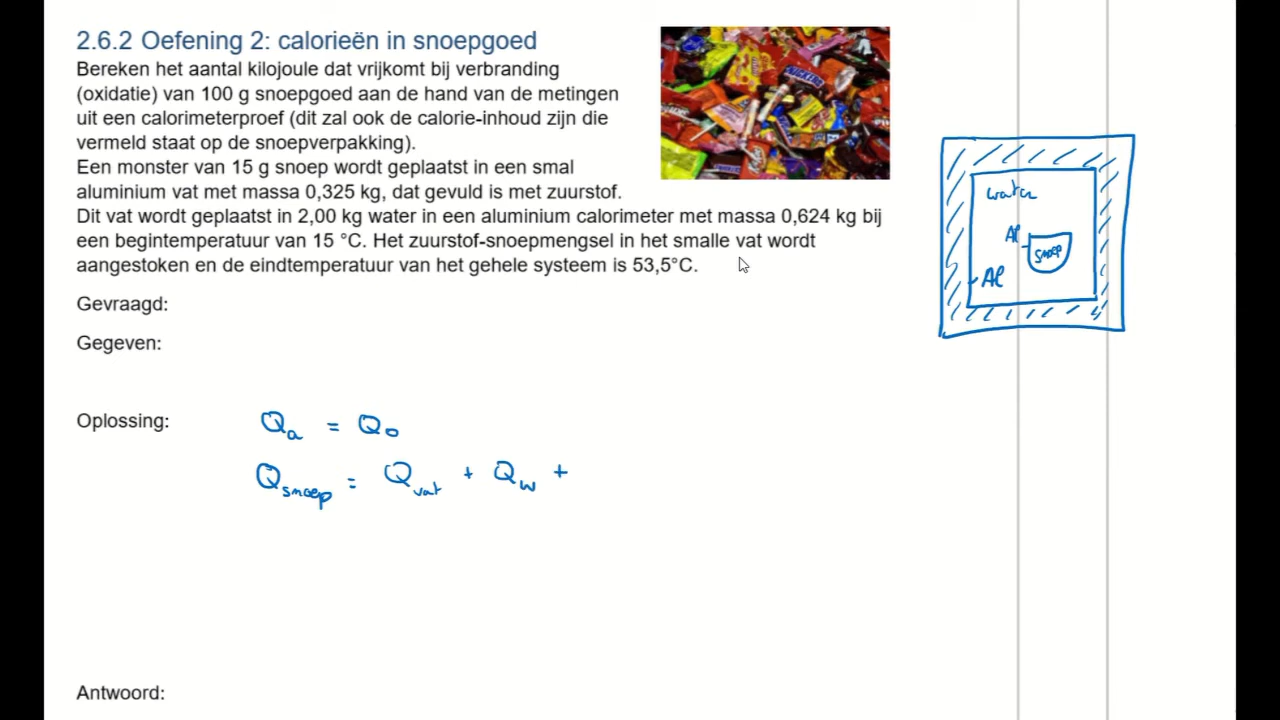 2.6.2 Oefening 2: calorieën in snoepgoed
Bereken het aantal kilojoule dat vrijkomt bij verbranding
(oxidatie) van 100 g snoepgoed aan de hand van de metingen
uit een calorimeterproef (dit zal ook de calorie-inhoud zijn die
vermeld staat op de snoepverpakking).
Een monster van 15 g snoep wordt geplaatst in een smal
aluminium vat met massa 0,325 kg, dat gevuld is met zuurstof.
Dit vat wordt geplaatst in 2,00 kg water in een aluminium calorimeter met massa 0,624 kg bij
een begintemperatuur van 15 °C. Het zuurstof-snoepmengsel in het smalle vat wordt
aangestoken en de eindtemperatuur van het gehele systeem is 53,5°C.
water
Al
snoep
Al
Gevraagd:
Gegeven:
Oplossing:
Qa = Qo
Qsnoep = Qvat + Qw +
Antwoord: